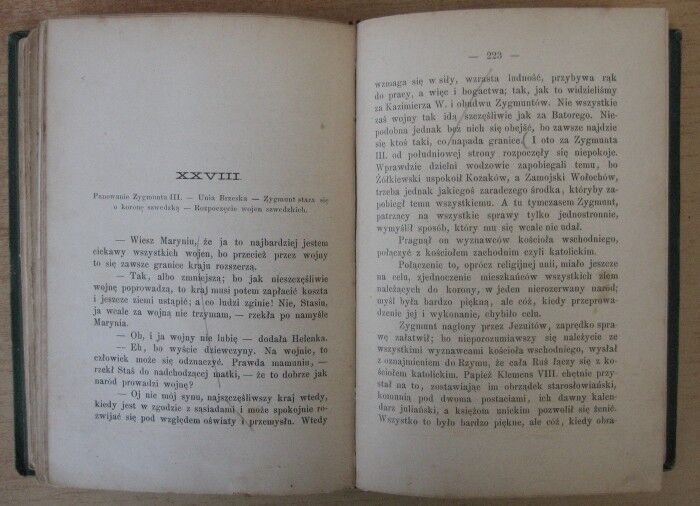 XXVIII.
Panowanie Zygmunta III. — Unia Brzeska — Zygmunt stara się
o koronę szwedzką — Rozpoczęcie wojen szwedzkich.
— Wiesz Maryniu, że ja to najbardziej jestem
ciekawy wszystkich wojen, bo przecież przez wojny
to się zawsze granice kraju rozszerzą.
— Tak, albo zmniejszą; bo jak nieszczęśliwie
wojnę poprowadzą, to kraj musi potem zapłacić koszta
i jeszcze ziemi ustąpić; a co ludzi zginie! Nie, Stasiu,
ja weale za wojną nie trzymam, — rzekła po namyśle
Marynia.
— Oh, i ja wojny nie lubię — dodała Helenka.
— Eh, bo wyście dziewczyny. Na wojnie, to
człowiek może się odznaczyć. Prawda mamuniu, —
rzekł Staś do nadchodzącej matki, — że to dobrze jak
naród prowadzi wojnę?
— Oj nie mój synu, najszczęśliwszy kraj wtedy,
kiedy jest w zgodzie z sąsiadami i może spokojnie roz-
wijać się pod względem oświaty i przemysłu. Wtedy
— 223 —
wzmaga się w siły, wzrasta ludność, przybywa rąk
do pracy, a więc i bogactwa; tak, jak to widzieliśmy
za Kazimierza W. i obudwu Zygmuntów. Nie wszystkie
zaś wojny tak idą szczęśliwie jak za Batorego. Nie-
podobna jednak bez nich się obejść, bo zawsze znajdzie
się ktoś taki, co napada granice. I oto za Zygmunta
III. od południowej strony rozpoczęły się niepokoje.
Wprawdzie dzielni wodzowie zapobiegali temu, bo
Żółkiewski uspokoił Kozaków, a Zamojski Wołochów,
trzeba jednak jakiegoś zaradczego środka, któryby za-
pobiegł temu wszystkiemu. A tu tymczasem Zygmunt,
patrzący na wszystkie sprawy tylko jednostronnie,
wymyślił sposób, który mu się weale nie udał.
Pragnął on wyznawców kościoła wschodniego,
połączyć z kościołem zachodnim czyli katolickim.
Połączenie to, oprócz religijnej unii, miało jeszcze
na celu, zjednoczenie mieszkańców wszystkich ziem
należących do korony, w jeden nierozerwany naród;
myśl była bardzo piękną, ale cóż, kiedy przeprowa-
dzenie jej i wykonanie, chybiło celu.
Zygmunt naglony przez Jezuitów, zaprędko spra-
wę załatwił; bo nieporozumiawszy się należycie ze
wszystkimi wyznawcami kościoła wschodniego, wysłał
z oznajmieniem do Rzymu, że cała Ruś łączy się z ko-
ściołem katolickim. Papież Klemens VIII. chętnie przy-
stał na to, zostawiając im obrządek starosłowiański,
komunią pod dwoma postaciami, ich dawny kalen-
darz juliański, a księżom unickim pozwolił się żenić.
Wszystko to było bardzo piękne, ale cóż, kiedy obra-